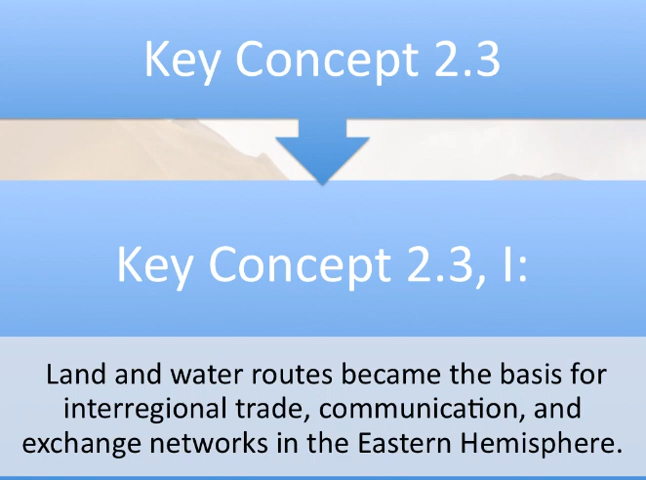 Key Concept 2.3
Key Concept 2.3, I:
Land and water routes became the basis for
interregional trade, communication, and
exchange networks in the Eastern Hemisphere.